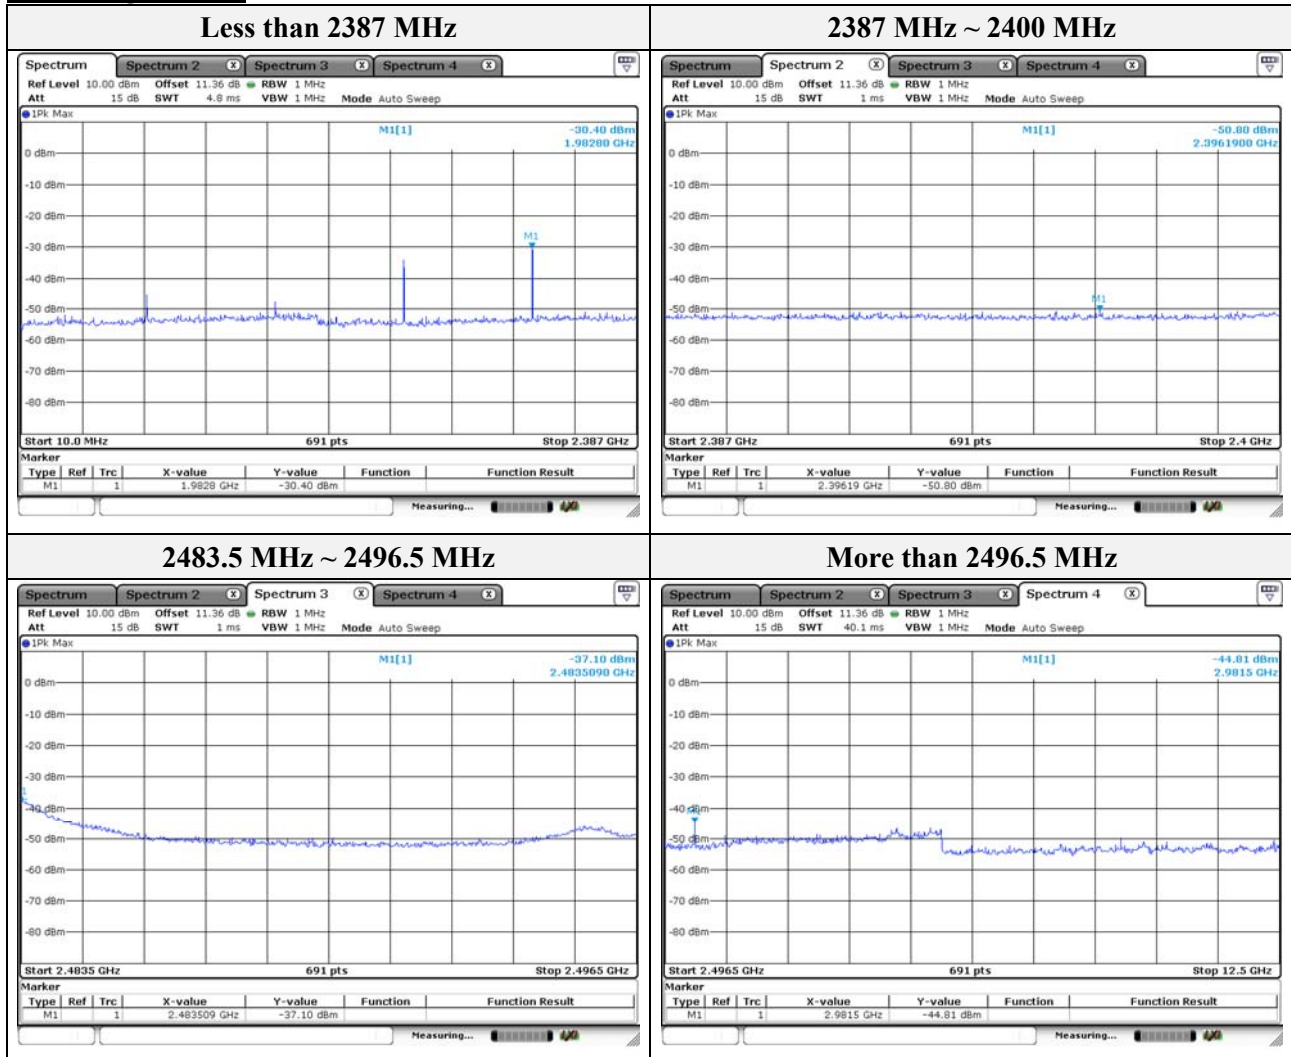 Less than 2387 MHz
Spectrum Spectrum 2 X Spectrum 3 X Spectrum 4 X
Ref Level 10.00 dBm Offset 11.36 dB RBW 1 MHz
Att 15 dB SWT 4.8 ms VBW 1 MHz Mode Auto Sweep
1Pk Max
M1[1] -30.40 dBm
1.98280 GHz
0 dBm
-10 dBm
-20 dBm
M1
-30 dBm
-40 dBm
-50 dBm
-60 dBm
-70 dBm
-80 dBm
Start 10.0 MHz 691 pts Stop 2.387 GHz
Marker
Type Ref Trc X-value Y-value Function Function Result
M1 1 1.9828 GHz -30.40 dBm
Measuring...
2387 MHz ~ 2400 MHz
Spectrum Spectrum 2 X Spectrum 3 X Spectrum 4 X
Ref Level 10.00 dBm Offset 11.36 dB RBW 1 MHz
Att 15 dB SWT 1 ms VBW 1 MHz Mode Auto Sweep
1Pk Max
M1[1] -50.80 dBm
2.3961900 GHz
0 dBm
-10 dBm
-20 dBm
-30 dBm
-40 dBm
M1
-50 dBm
-60 dBm
-70 dBm
-80 dBm
Start 2.387 GHz 691 pts Stop 2.4 GHz
Marker
Type Ref Trc X-value Y-value Function Function Result
M1 1 2.39619 GHz -50.80 dBm
Measuring...
2483.5 MHz ~ 2496.5 MHz
Spectrum Spectrum 2 X Spectrum 3 X Spectrum 4 X
Ref Level 10.00 dBm Offset 11.36 dB RBW 1 MHz
Att 15 dB SWT 1 ms VBW 1 MHz Mode Auto Sweep
1Pk Max
M1[1] -37.10 dBm
2.4835090 GHz
0 dBm
-10 dBm
-20 dBm
-30 dBm
-40 dBm
-50 dBm
-60 dBm
-70 dBm
-80 dBm
Start 2.4835 GHz 691 pts Stop 2.4965 GHz
Marker
Type Ref Trc X-value Y-value Function Function Result
M1 1 2.483509 GHz -37.10 dBm
Measuring...
More than 2496.5 MHz
Spectrum Spectrum 2 X Spectrum 3 X Spectrum 4 X
Ref Level 10.00 dBm Offset 11.36 dB RBW 1 MHz
Att 15 dB SWT 40.1 ms VBW 1 MHz Mode Auto Sweep
1Pk Max
M1[1] -44.81 dBm
2.9815 GHz
0 dBm
-10 dBm
-20 dBm
-30 dBm
-40 dBm
-50 dBm
-60 dBm
-70 dBm
-80 dBm
Start 2.4965 GHz 691 pts Stop 12.5 GHz
Marker
Type Ref Trc X-value Y-value Function Function Result
M1 1 2.9815 GHz -44.81 dBm
Measuring...